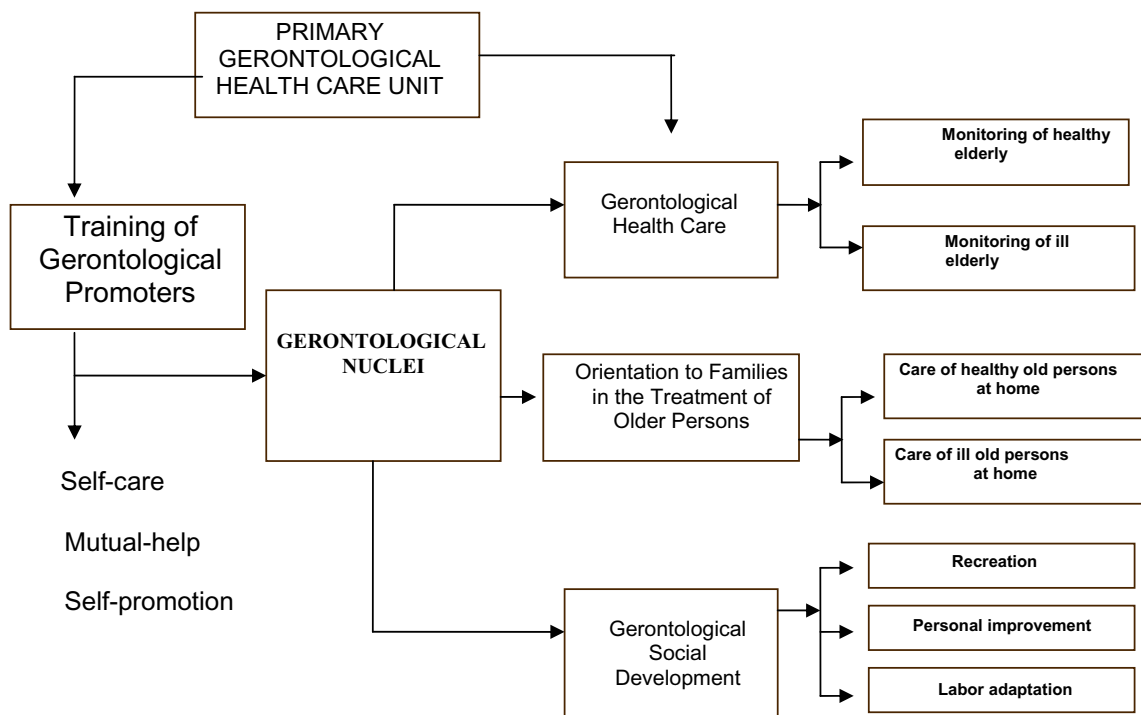 PRIMARY
GERONTOLOGICAL
HEALTH CARE UNIT
Monitoring of healthy
elderly
Gerontological
Health Care
Monitoring of ill
elderly
Training of
Gerontological
Promoters
GERONTOLOGICAL
NUCLEI
Orientation to Families
in the Treatment of
Older Persons
Care of healthy old persons
at home
Care of ill old persons
at home
Self-care
Mutual-help
Self-promotion
Gerontological
Social
Development
Recreation
Personal improvement
Labor adaptation